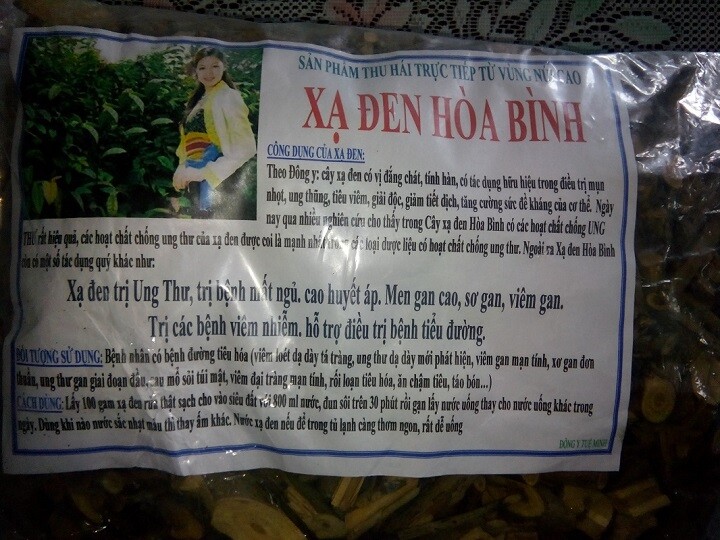 SẢN PHẨM THU HÁI TRỰC TIẾP TỪ VÙNG NÚI CAO
XẠ ĐEN HÒA BÌNH
CÔNG DỤNG CỦA XẠ ĐEN:
Theo Đông y: cây xạ đen có vị đắng chát, tính hàn, có tác dụng hữu hiệu trong điều trị mụn
nhọt, ung thũng, tiêu viêm, giải độc, giảm tiết dịch, tăng cường sức đề kháng của cơ thể. Ngày
nay qua nhiều nghiên cứu cho thấy trong Cây xạ đen Hòa Bình có các hoạt chất chống UNG
THƯ rất hiệu quả, các hoạt chất chống ung thư của xạ đen được coi là mạnh nhất trong các loại dược liệu có hoạt chất chống ung thư. Ngoài ra Xạ đen Hòa Bình
còn có một số tác dụng quý khác như:
Xạ đen trị Ung Thư, trị bệnh mất ngủ. cao huyết áp. Men gan cao, sơ gan, viêm gan.
Trị các bệnh viêm nhiễm. hỗ trợ điều trị bệnh tiểu đường.
ĐỐI TƯỢNG SỬ DỤNG: Bệnh nhân có bệnh đường tiêu hóa (viêm loét dạ dầy tá tràng, ung thư dạ dày mới phát hiện, viêm gan mạn tính, xơ gan đơn
thuần, ung thư gan giai đoạn đầu, sau mổ sỏi túi mật, viêm đại tràng mạn tính, rối loạn tiêu hóa, ăn chậm tiêu, táo bón...)
CÁCH DÙNG: Lấy 100 gam xạ đen rửa thật sạch cho vào siêu đất với 800 ml nước, đun sôi trên 30 phút rồi gạn lấy nước uống thay cho nước uống khác trong
ngày. Dùng khi nào nước sắc nhạt màu thì thay ấm khác. Nước xạ đen nếu để trong tủ lạnh càng thơm ngon, rất dễ uống
ĐÔNG Y TUỆ MINH